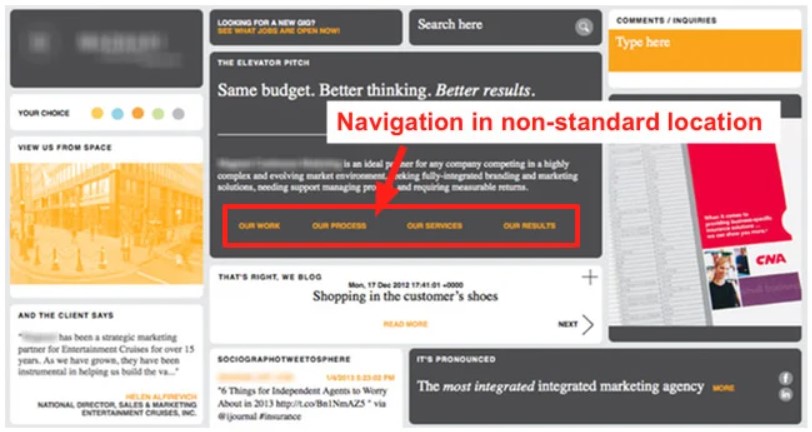 LOOKING FOR A NEW GIG?
SEE WHAT JOBS ARE OPEN NOW!
Search here
COMMENTS / INQUIRIES
Type here
YOUR CHOICE
VIEW US FROM SPACE
THE ELEVATOR PITCH
Same budget. Better thinking. Better results.
Navigation in non-standard location
is an ideal for any company competing in a highly
complex and evolving market environment, seeking fully-integrated branding and marketing
solutions, needing support managing and requiring measurable returns.
OUR WORK OUR PROCESS OUR SERVICES OUR RESULTS
When it comes to
providing business-specific
insurance solutions ...
we can show you more.
CNA
THAT'S RIGHT, WE BLOG
Mon, 17 Dec 2012 17:41:01 +0000
Shopping in the customer's shoes
READ MORE
NEXT
AND THE CLIENT SAYS
" has been a strategic marketing
partner for Entertainment Cruises for over 15
years. As we have grown, they have been
instrumental in helping us build the va..."
HELEN ALFIREVICH
NATIONAL DIRECTOR, SALES & MARKETING
ENTERTAINMENT CRUISES, INC.
SOCIOGRAPHOTWEETOSPHERE
1/4/2013 5:23:02 PM
"6 Things for Independent Agents to Worry
About in 2013 http://t.co/Bn1NmAZ5 " via
@ijournal #insurance
IT'S PRONOUNCED
The most integrated integrated marketing agency MORE
f
in